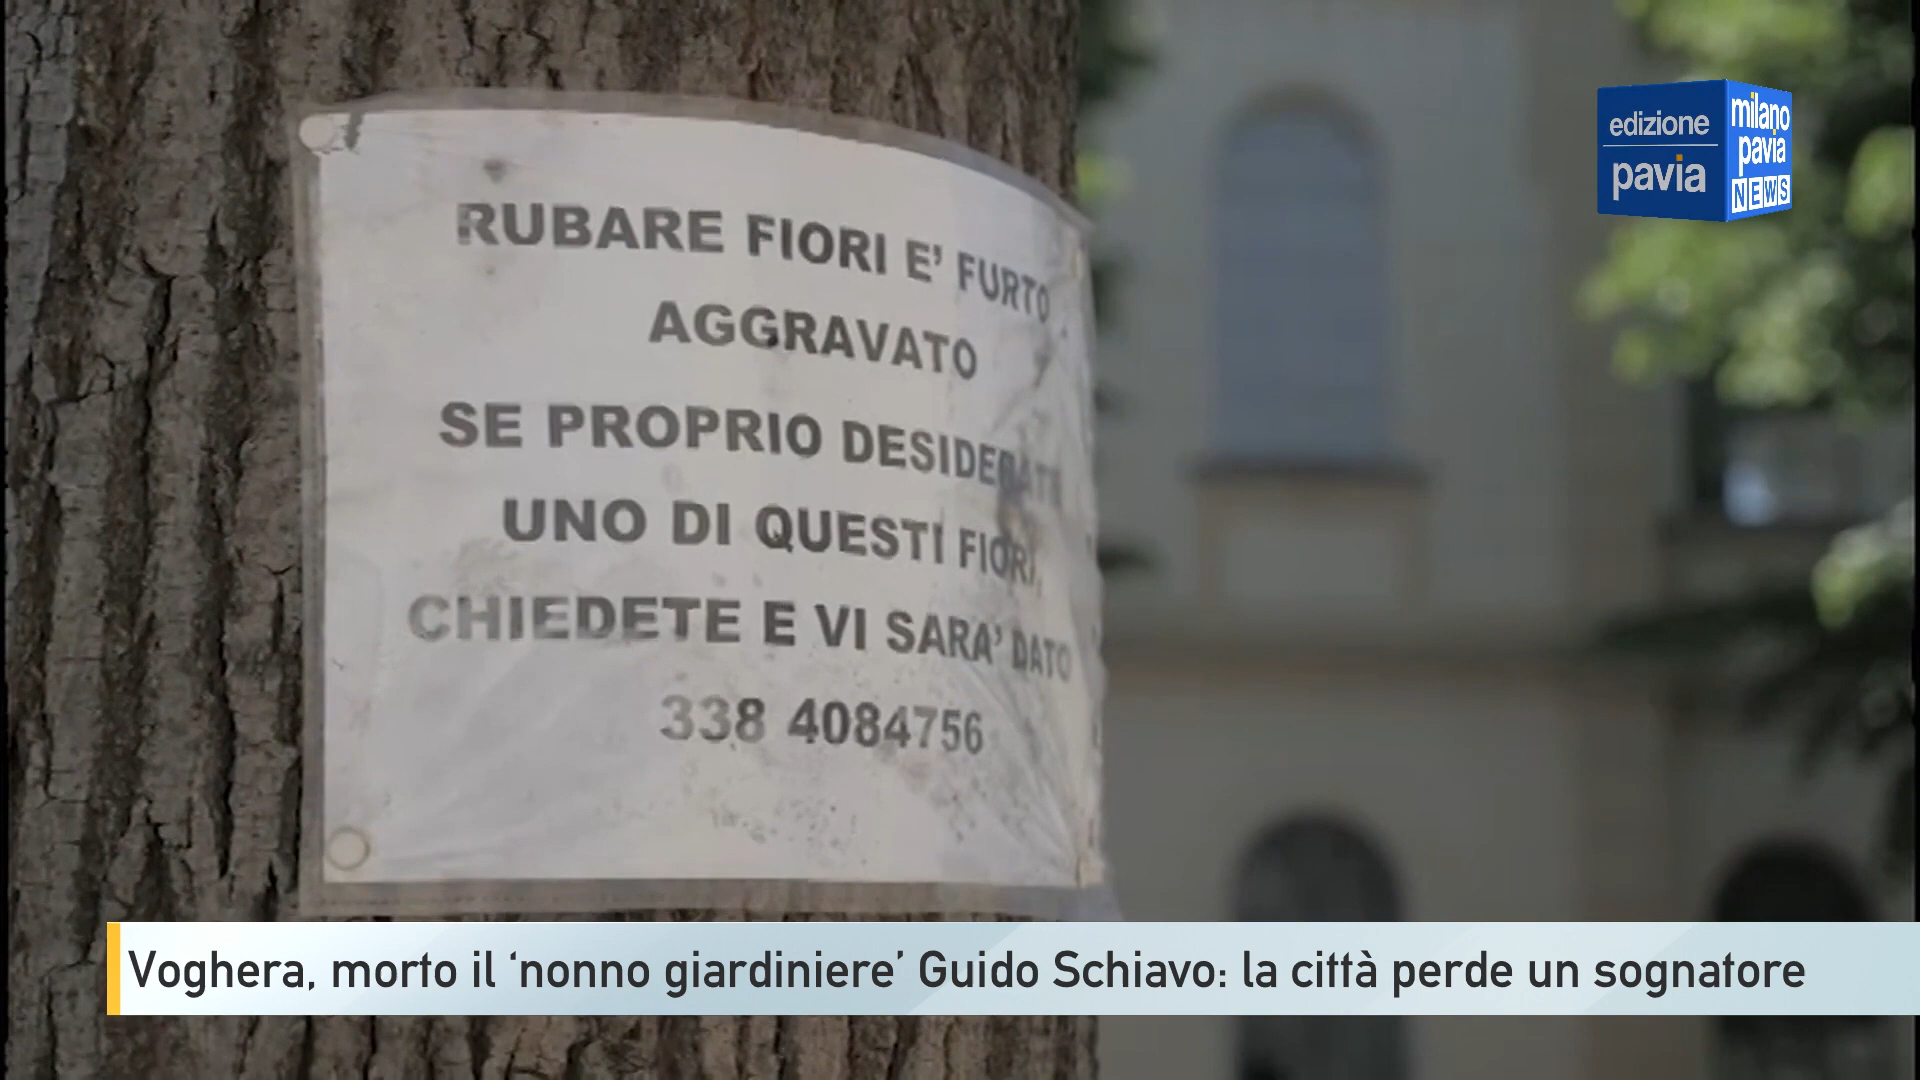 edizione
pavia
milano
pavia
NEWS
RUBARE FIORI E' FURTO
AGGRAVATO
SE PROPRIO DESIDERATE
UNO DI QUESTI FIORI,
CHIEDETE E VI SARA' DATO
338 4084756
Voghera, morto il ‘nonno giardiniere’ Guido Schiavo: la città perde un sognatore